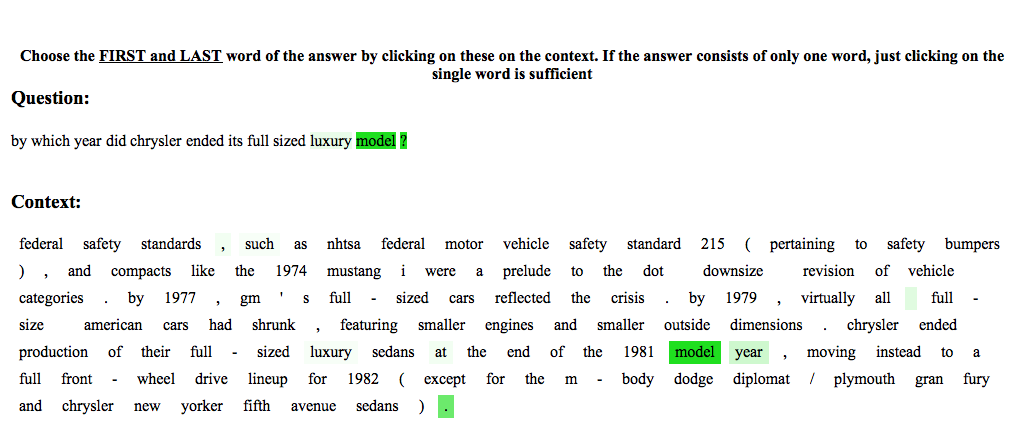 Choose the FIRST and LAST word of the answer by clicking on these on the context. If the answer consists of only one word, just clicking on the
single word is sufficient
Question:
by which year did chrysler ended its full sized luxury model ?
Context:
federal safety standards , such as nhtsa federal motor vehicle safety standard 215 ( pertaining to safety bumpers
) , and compacts like the 1974 mustang i were a prelude to the dot downsize revision of vehicle
categories . by 1977 , gm ' s full - sized cars reflected the crisis . by 1979 , virtually all full -
size american cars had shrunk , featuring smaller engines and smaller outside dimensions . chrysler ended
production of their full - sized luxury sedans at the end of the 1981 model year , moving instead to a
full front - wheel drive lineup for 1982 ( except for the m - body dodge diplomat / plymouth gran fury
and chrysler new yorker fifth avenue sedans ) .